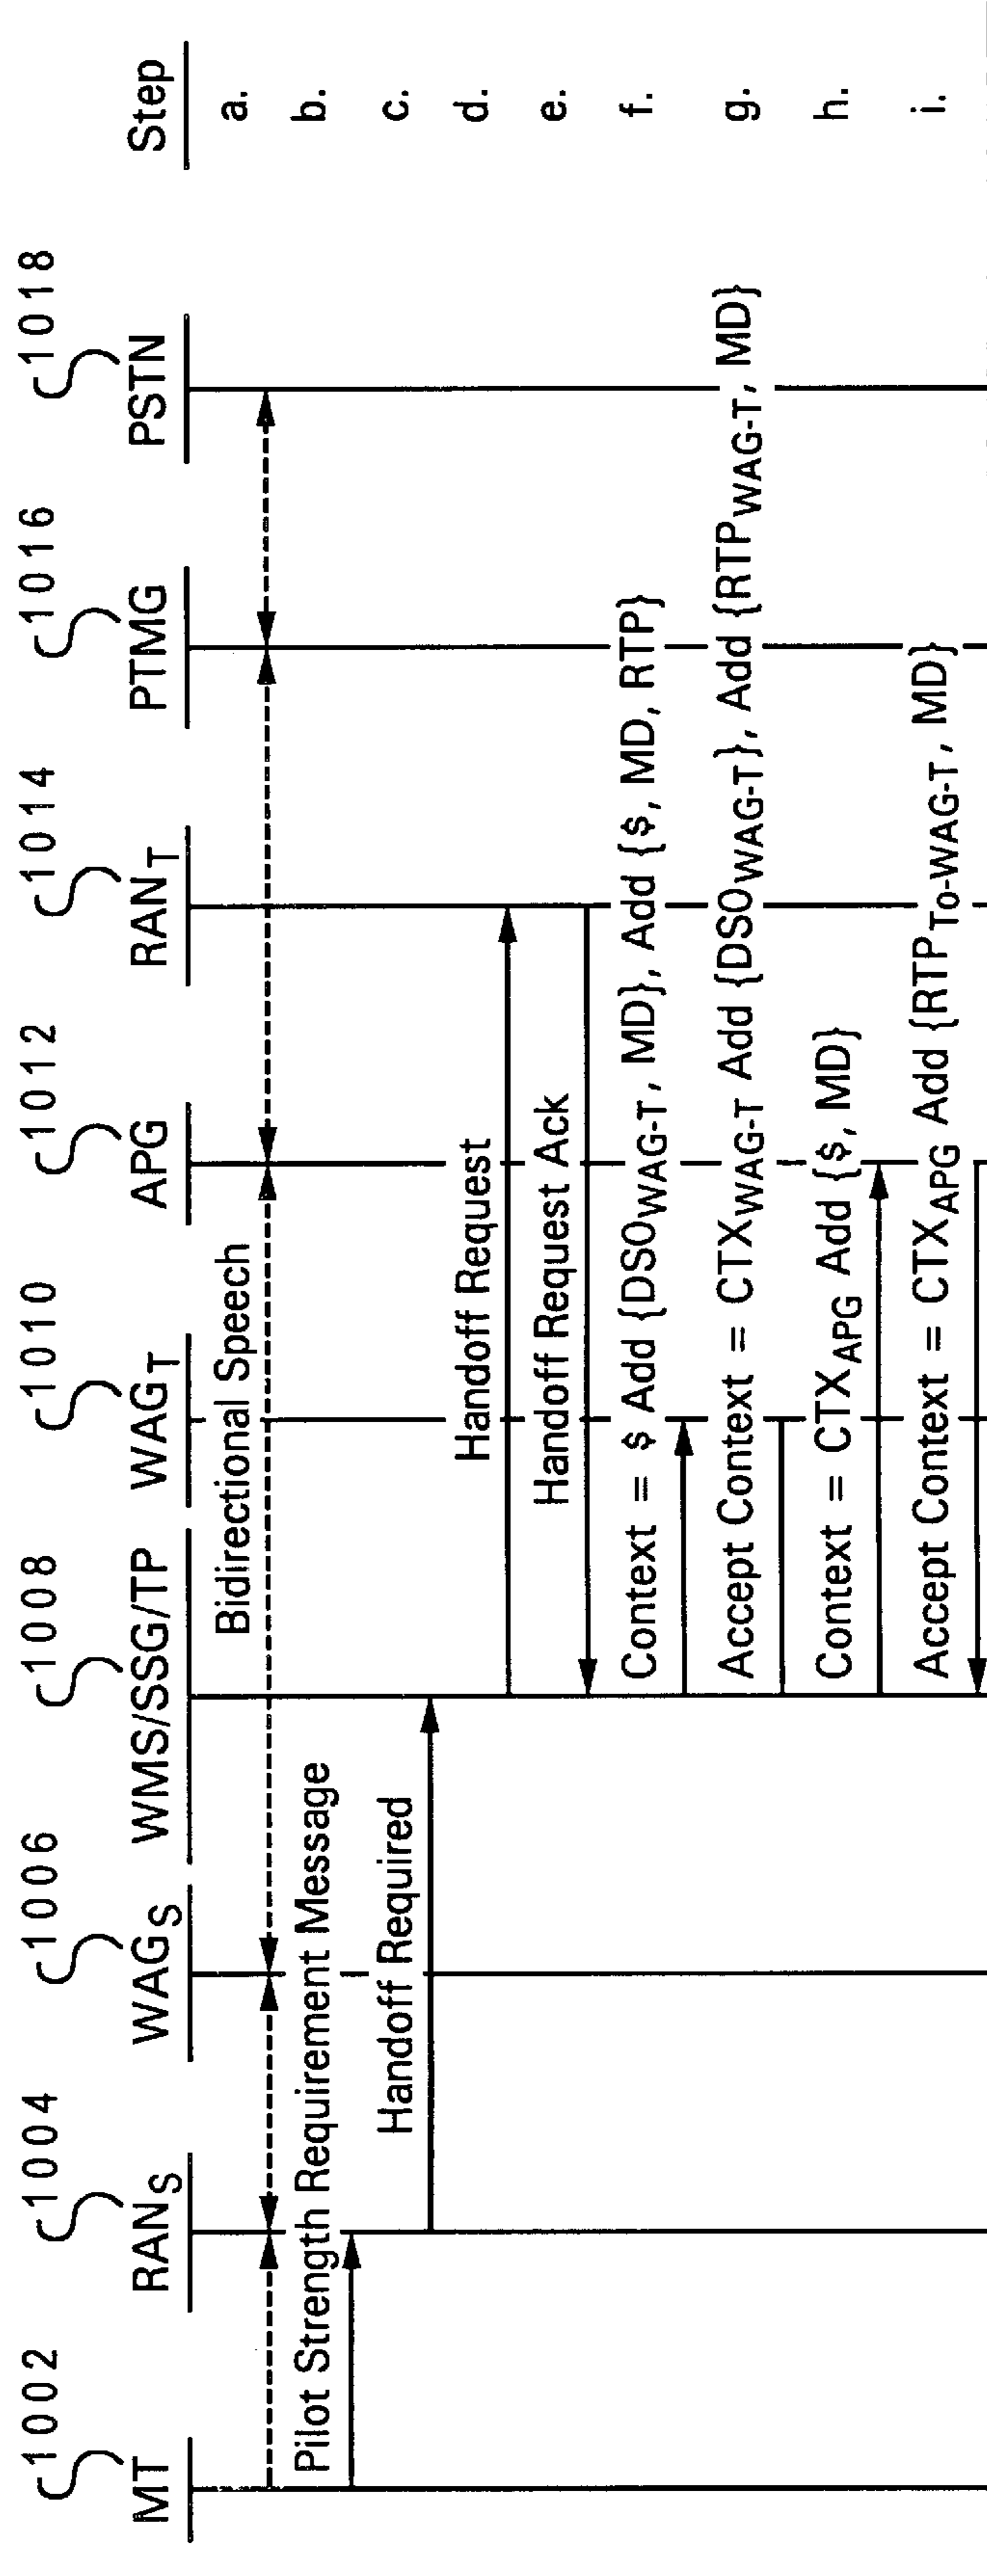 1002 1004 1006 1008 1010 1012 1014 1016 1018
MT RANS WAGS WMS/SSG/TP WAGT APG RANT PTMG PSTN Step
Bidirectional Speech a.
Pilot Strength Requirement Message b.
Handoff Required c.
Handoff Request d.
Handoff Request Ack e.
Context = $ Add {DSOWAG-T, MD}, Add {$, MD, RTP} f.
Accept Context = CTXWAG-T Add {DSOWAG-T}, Add {RTPWAG-T, MD} g.
Context = CTXAPG Add {$, MD} h.
Accept Context = CTXAPG Add {RTPTo-WAG-T, MD} i.